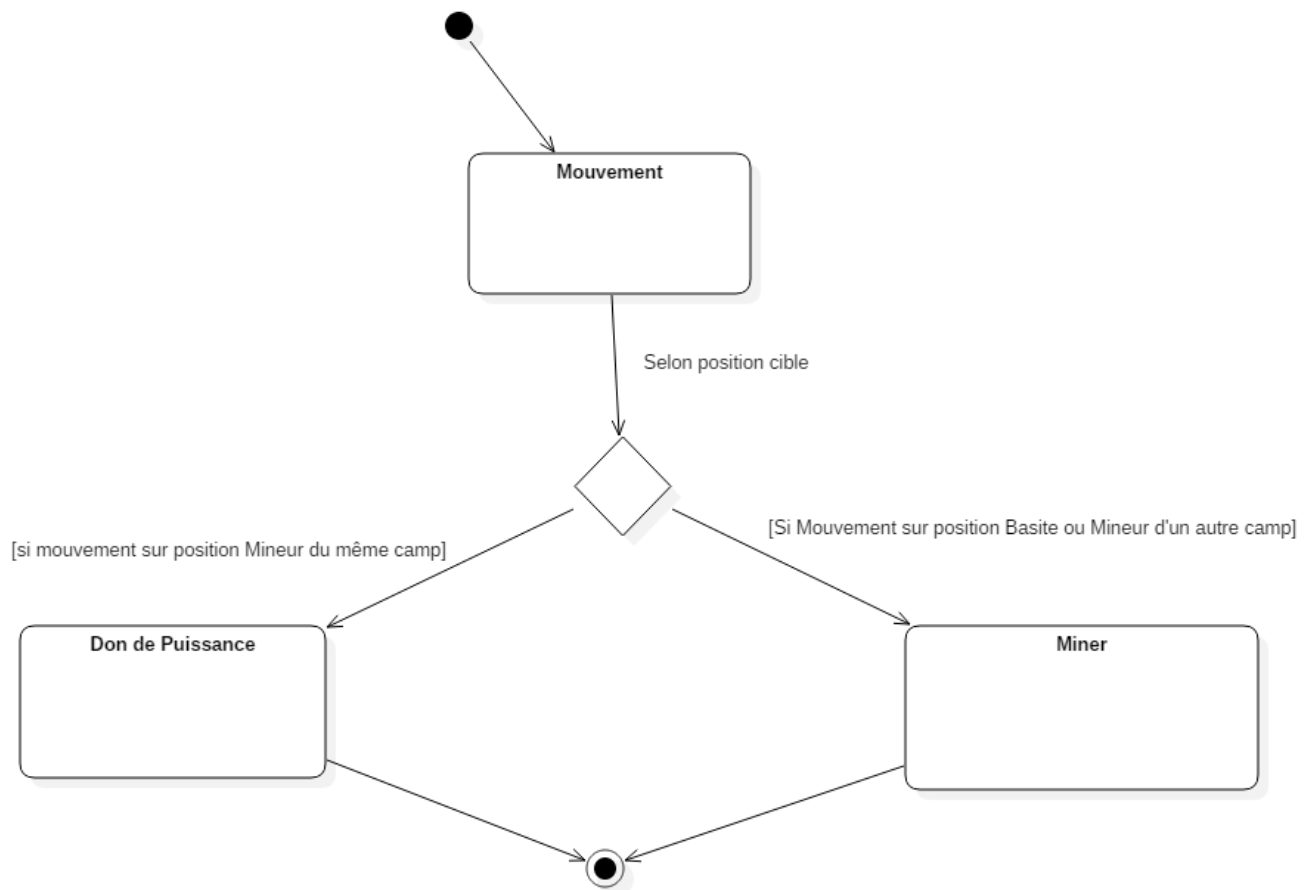 Mouvement
Selon position cible
[si mouvement sur position Mineur du même camp]
[Si Mouvement sur position Basite ou Mineur d'un autre camp]
Don de Puissance
Miner